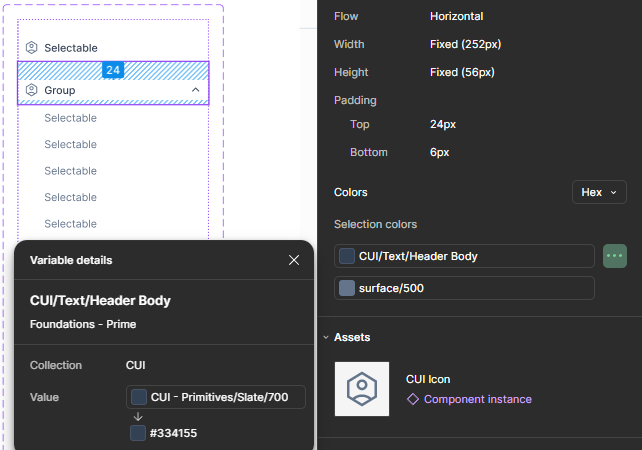 Selectable
24
Group
Selectable
Selectable
Selectable
Selectable
Selectable
Variable details
CUI/Text/Header Body
Foundations - Prime
Collection CUI
Value CUI - Primitives/Slate/700
#334155
Flow Horizontal
Width Fixed (252px)
Height Fixed (56px)
Padding
Top 24px
Bottom 6px
Colors Hex
Selection colors
CUI/Text/Header Body
surface/500
Assets
CUI Icon
Component instance